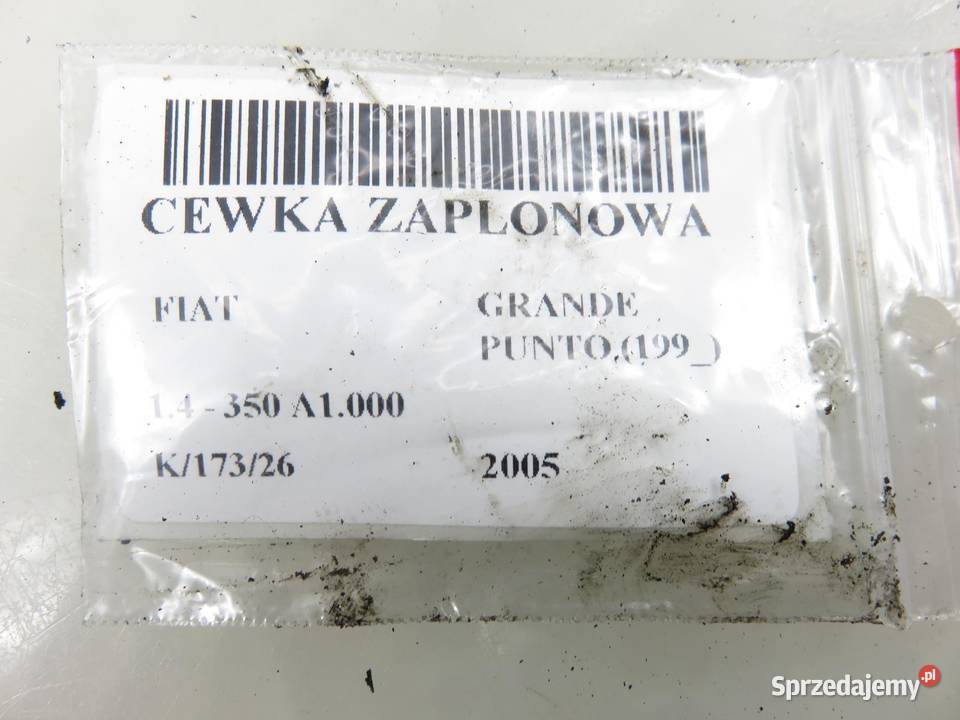 CEWKA ZAPLONOWA
FIAT
GRANDE
PUNTO,(199_)
1.4 - 350 A1.000
K/173/26
2005
Sprzedajemy.pl